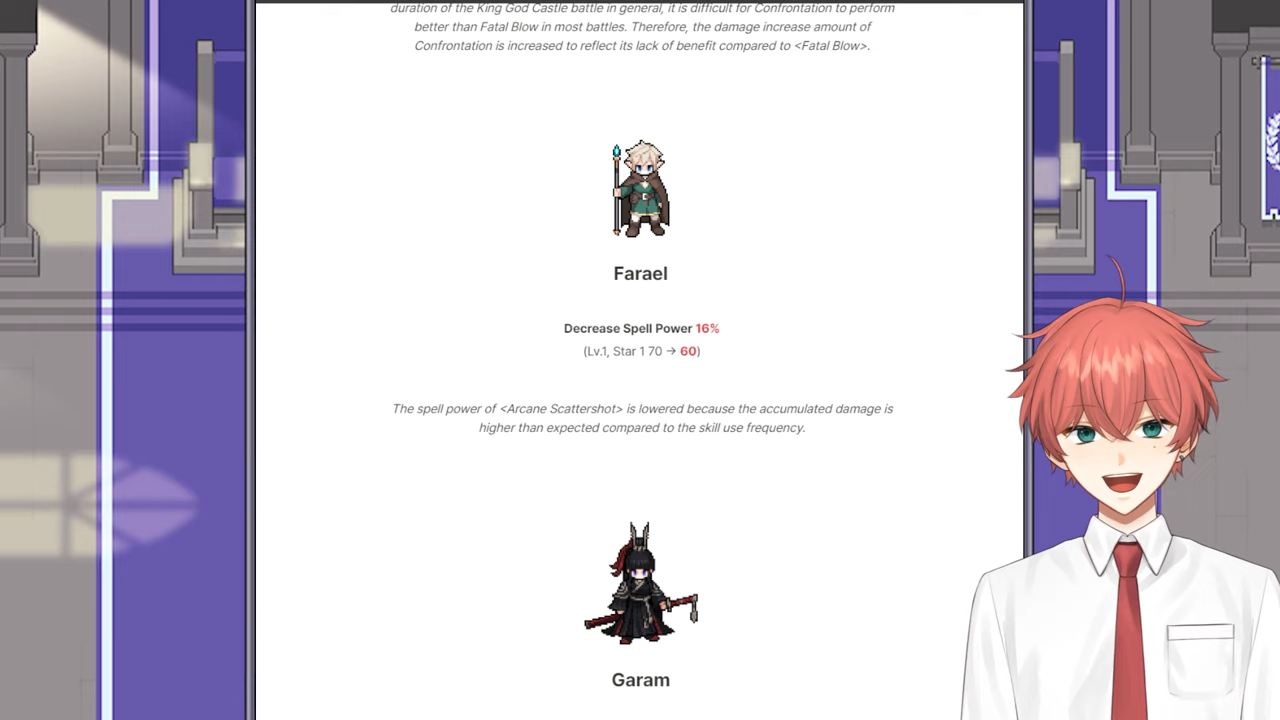 duration of the King God Castle battle in general, it is difficult for Confrontation to perform
better than Fatal Blow in most battles. Therefore, the damage increase amount of
Confrontation is increased to reflect its lack of benefit compared to <Fatal Blow>.
Farael
Decrease Spell Power 16%
(Lv.1, Star 1 70 → 60)
The spell power of <Arcane Scattershot> is lowered because the accumulated damage is
higher than expected compared to the skill use frequency.
Garam